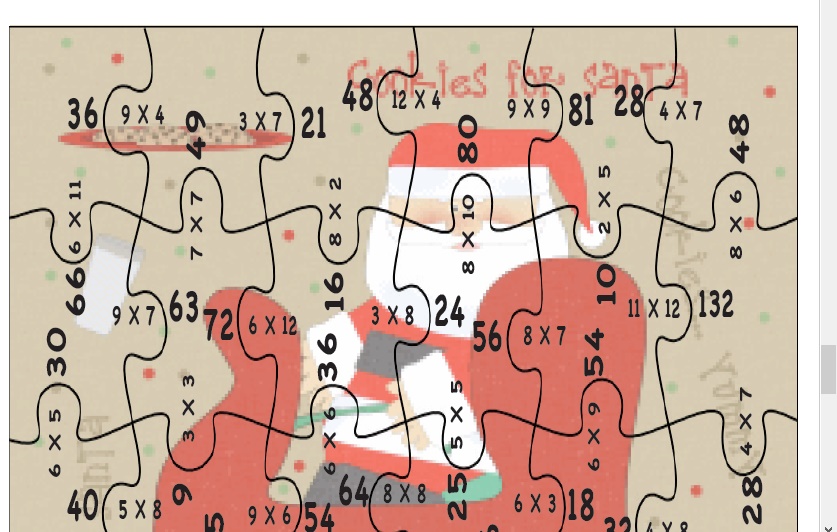 Cookies for santa
36 9 X 4 3 X 7 21 48 12 X 4 9 X 9 81 28 4 X 7
49 80 48
6 X 11 7 X 7 8 X 2 8 X 10 2 X 5 8 X 6
cookies...
66 63 72 16 24 56 10 132
9 X 7 6 X 12 3 X 8 8 X 7 11 X 12
30 36 54
Yummy
6 X 5 3 X 3 6 X 6 5 X 5 6 X 9 4 X 7
40 5 X 8 9 9 X 6 54 64 8 X 8 25 6 X 3 18 4 X 8 28